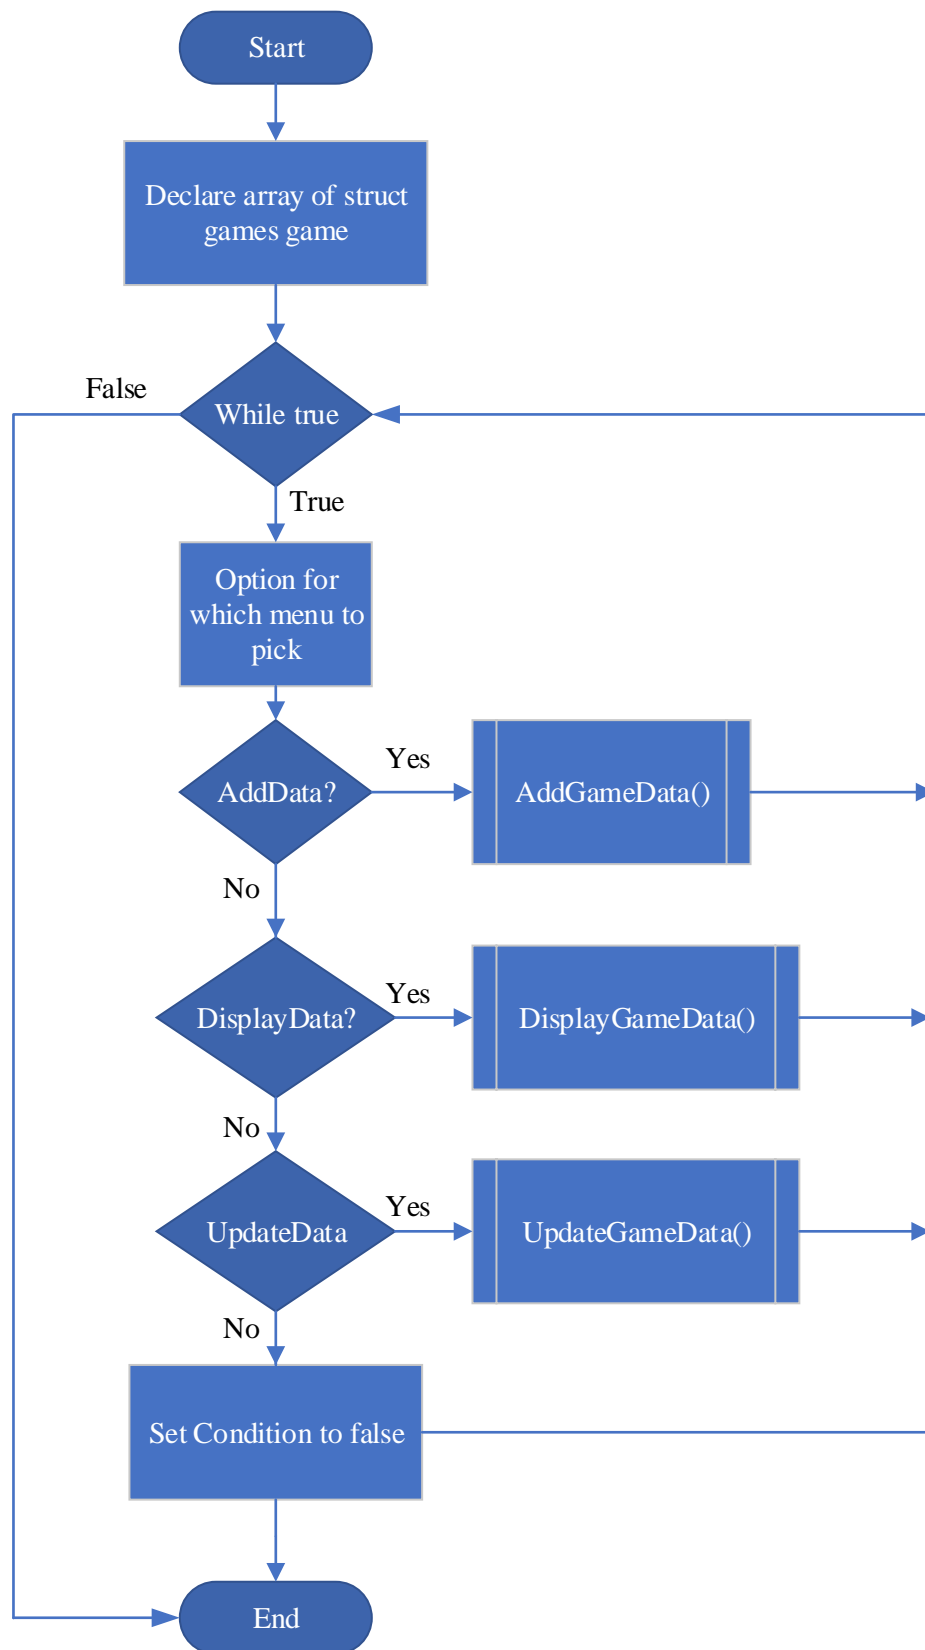 Start
Declare array of struct
games game
False
While true
True
Option for
which menu to
pick
AddData?
Yes
AddGameData()
No
DisplayData?
Yes
DisplayGameData()
No
UpdateData
Yes
UpdateGameData()
No
Set Condition to false
End